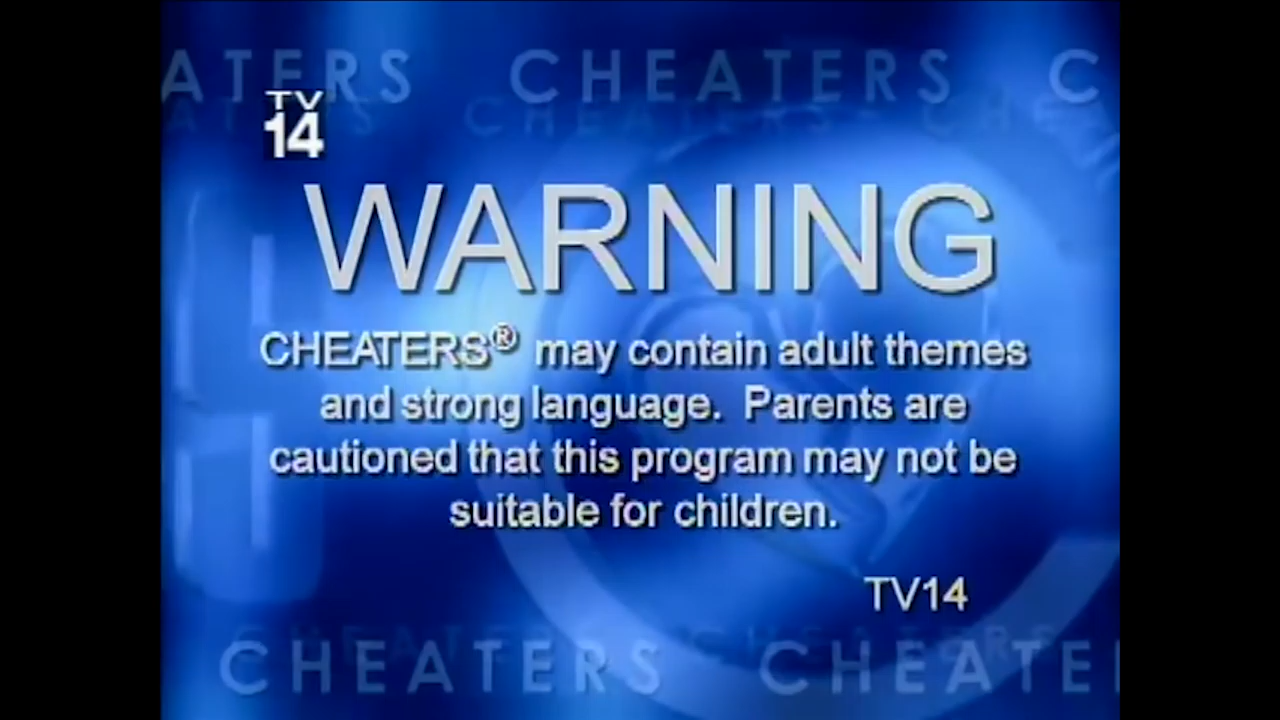 ATERS CHEATERS C
TV
14
WARNING
CHEATERS® may contain adult themes
and strong language. Parents are
cautioned that this program may not be
suitable for children.
TV14
CHEATERS CHEATE